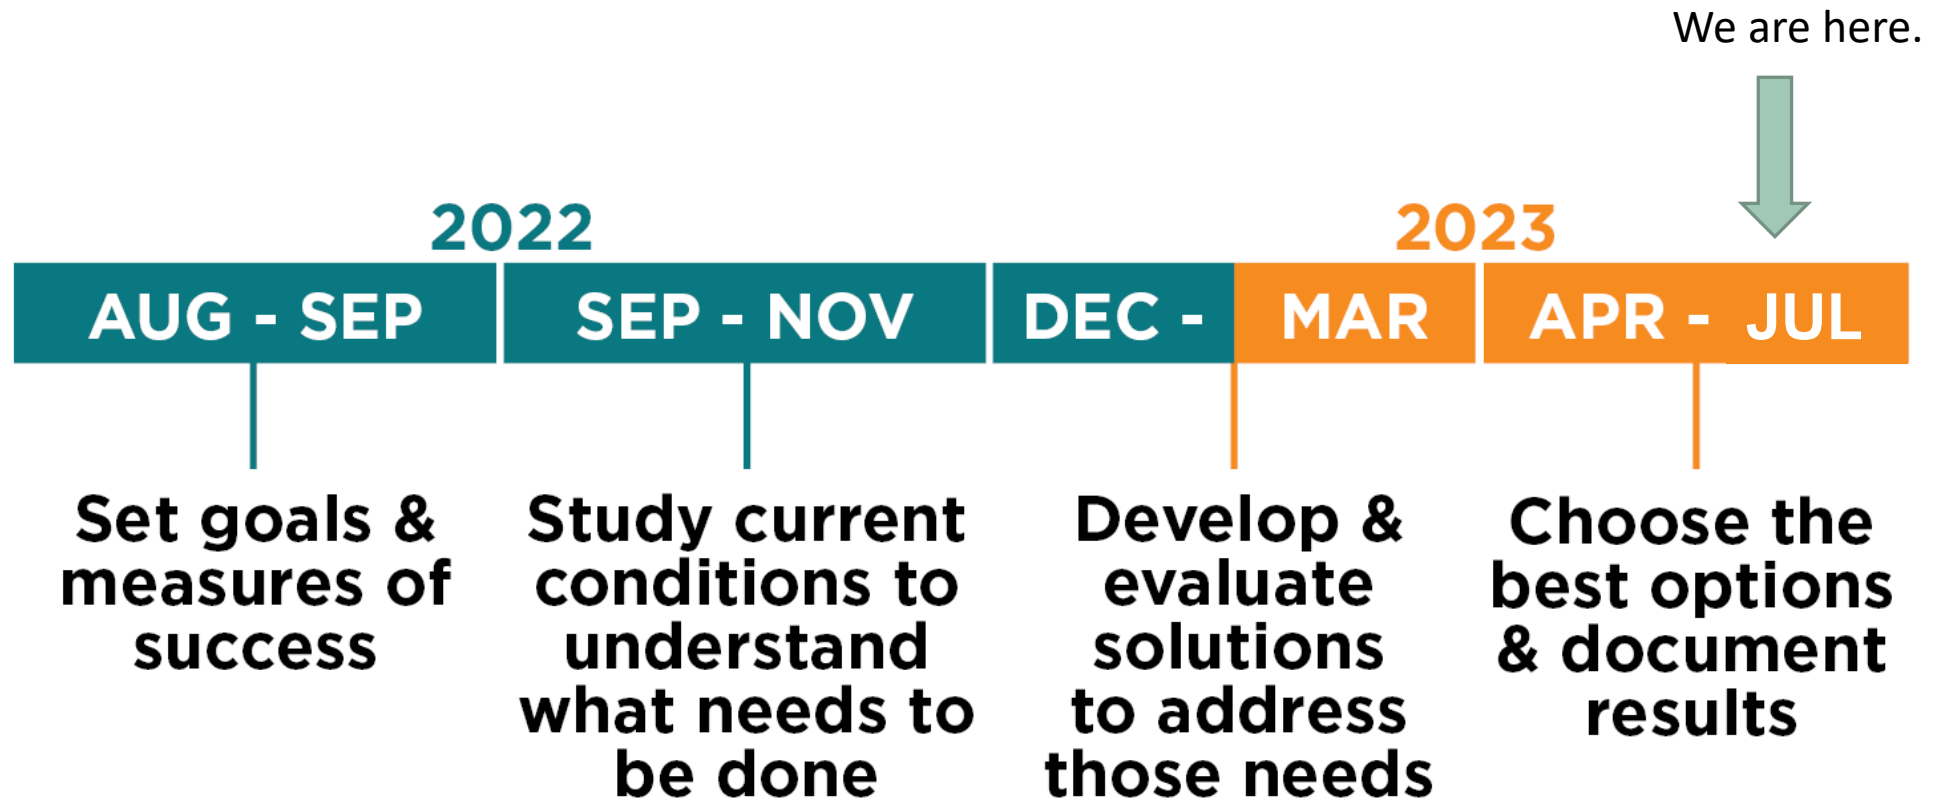 We are here.
2022
2023
AUG - SEP
SEP - NOV
DEC -
MAR
APR - JUL
Set goals &
measures of
success
Study current
conditions to
understand
what needs to
be done
Develop &
evaluate
solutions
to address
those needs
Choose the
best options
& document
results